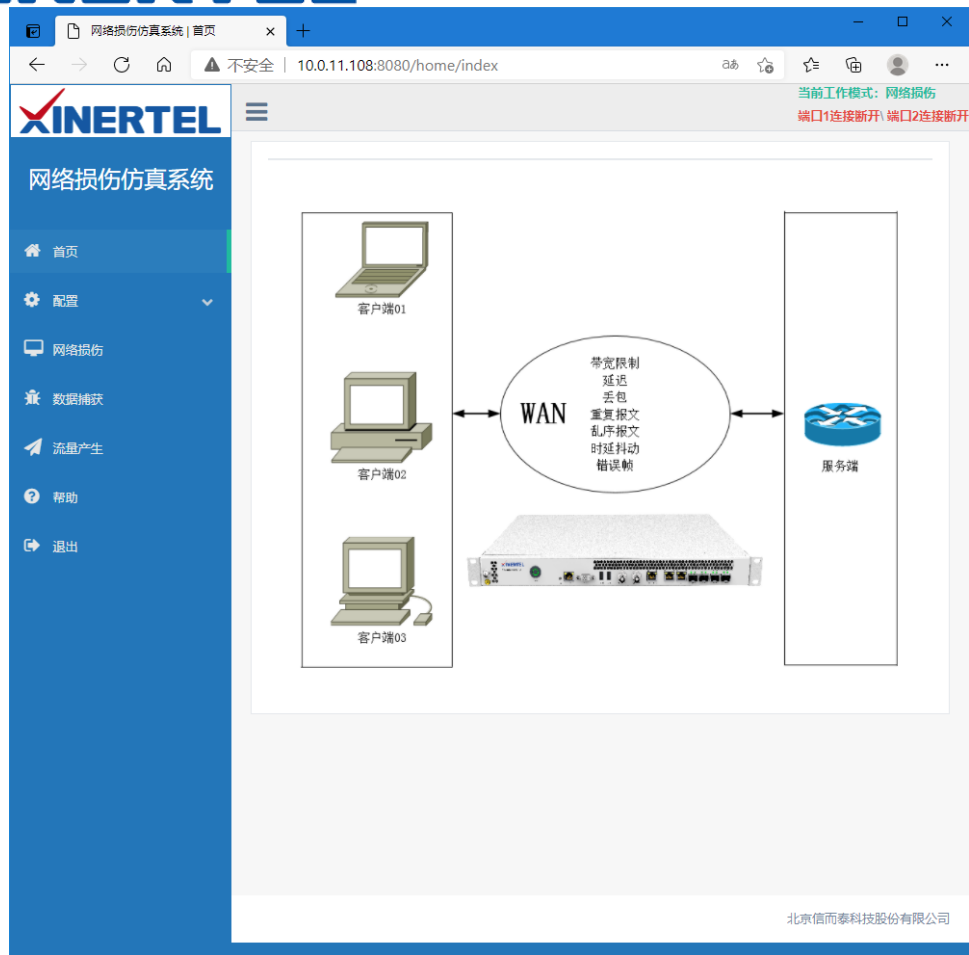 XINERTEL
网络损伤仿真系统 | 首页
不安全 | 10.0.11.108:8080/home/index
aあ
XINERTEL
当前工作模式：网络损伤
端口1连接断开\ 端口2连接断开
网络损伤仿真系统
首页
配置
网络损伤
数据捕获
流量产生
帮助
退出
客户端01
客户端02
客户端03
WAN
带宽限制
延迟
丢包
重复报文
乱序报文
时延抖动
错误帧
服务端
XINERTEL
北京信而泰科技股份有限公司